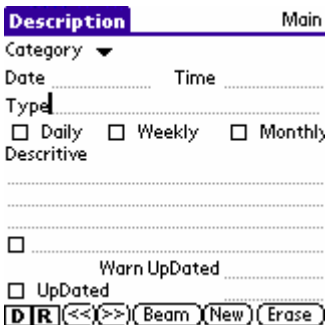 Description Main
Category
Date Time
Type
Daily Weekly Monthly
Descritive
Warn UpDated
UpDated
D R << >> Beam New Erase